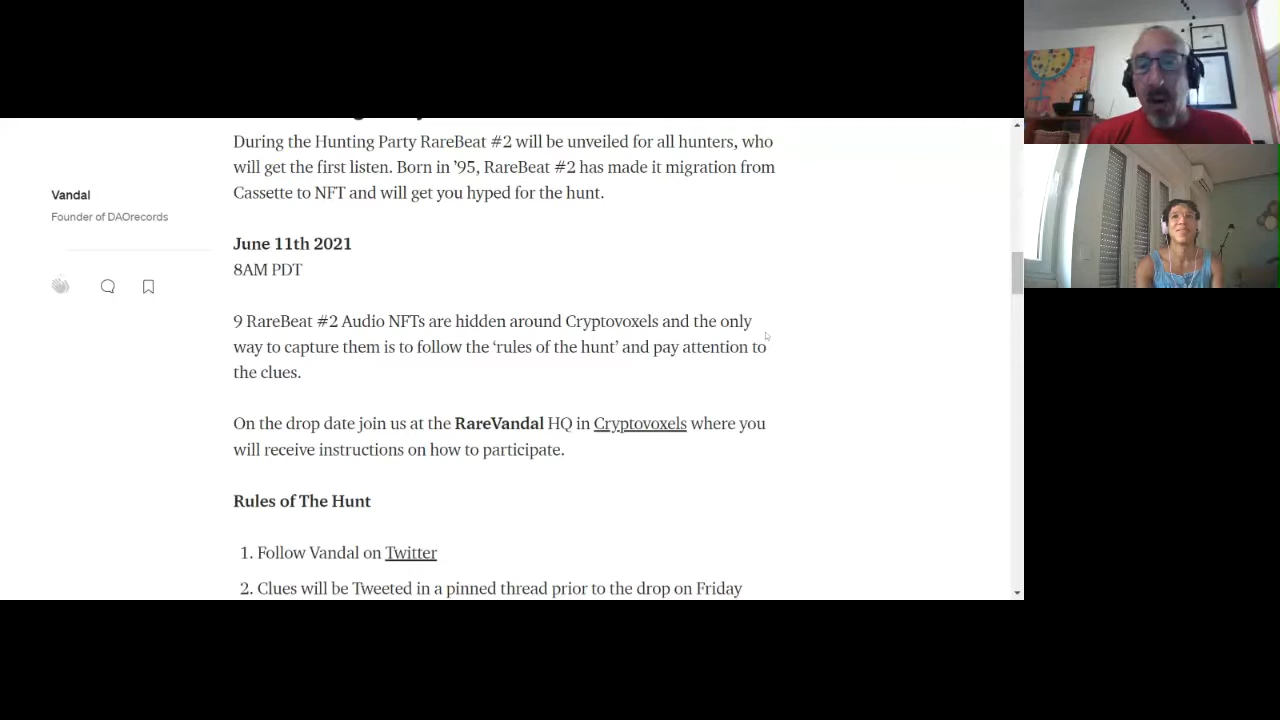 During the Hunting Party RareBeat #2 will be unveiled for all hunters, who
will get the first listen. Born in ’95, RareBeat #2 has made it migration from
Cassette to NFT and will get you hyped for the hunt.
Vandal
Founder of DAOrecords
June 11th 2021
8AM PDT
9 RareBeat #2 Audio NFTs are hidden around Cryptovoxels and the only
way to capture them is to follow the ‘rules of the hunt’ and pay attention to
the clues.
On the drop date join us at the RareVandal HQ in Cryptovoxels where you
will receive instructions on how to participate.
Rules of The Hunt
1. Follow Vandal on Twitter
2. Clues will be Tweeted in a pinned thread prior to the drop on Friday